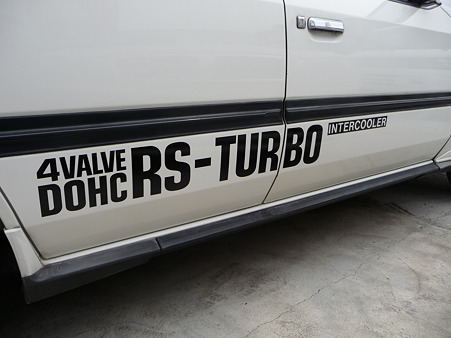 4VALVE
DOHC
RS-TURBO
INTERCOOLER